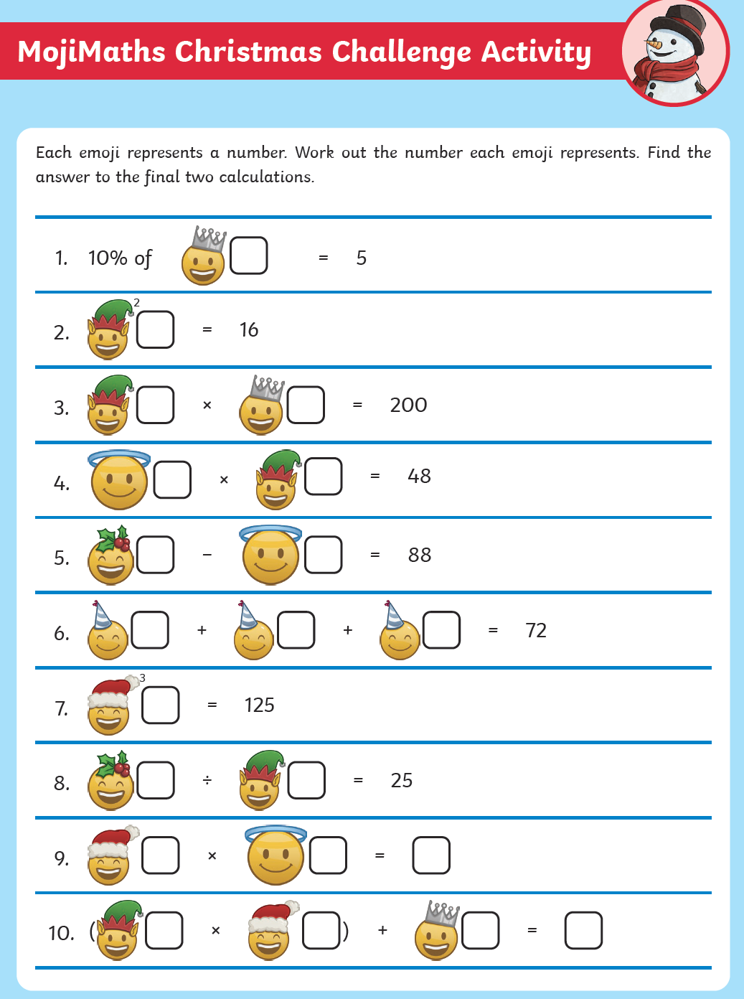 MojiMaths Christmas Challenge Activity
Each emoji represents a number. Work out the number each emoji represents. Find the
answer to the final two calculations.
1. 10% of = 5
2. 2 = 16
3. × = 200
4. × = 48
5. − = 88
6. + + = 72
7. 3 = 125
8. ÷ = 25
9. × =
10. ( × ) + =